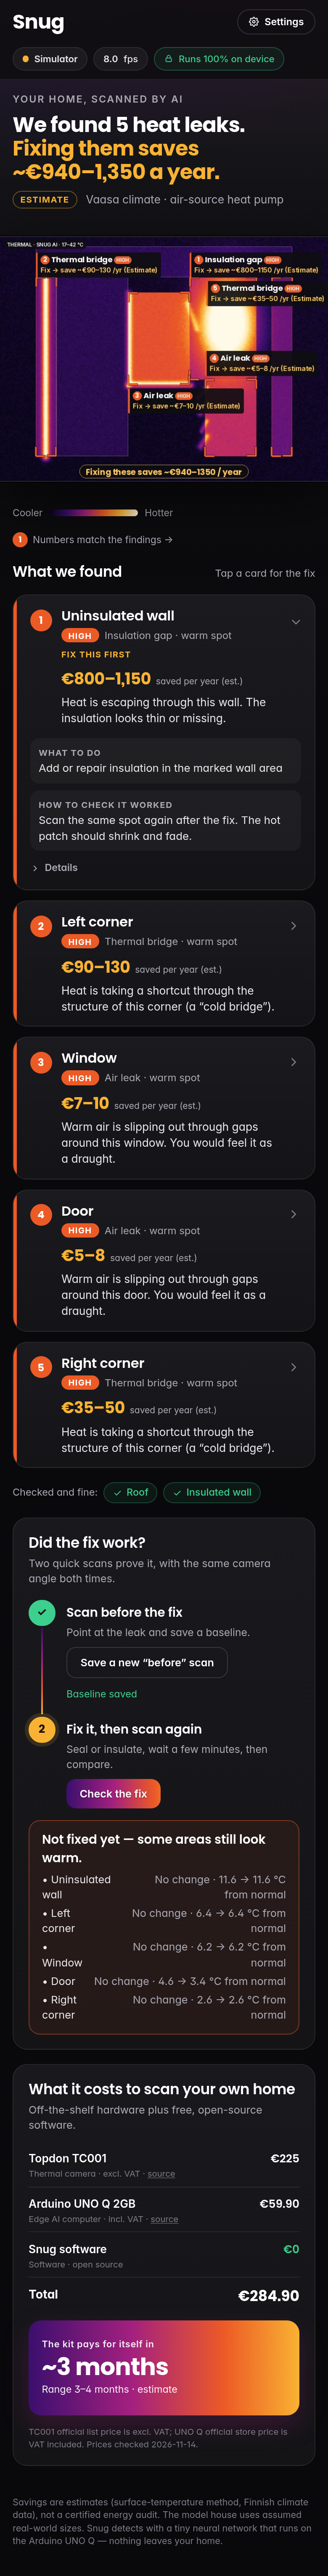 Snug
Settings
Simulator
8.0 fps
Runs 100% on device
YOUR HOME, SCANNED BY AI
We found 5 heat leaks.
Fixing them saves
~€940–1,350 a year.
ESTIMATE
Vaasa climate · air-source heat pump
THERMAL · SNUG AI · 17–42 °C
2 Thermal bridge HIGH
Fix → save ~€90–130 /yr (Estimate)
1 Insulation gap HIGH
Fix → save ~€800–1150 /yr (Estimate)
5 Thermal bridge HIGH
Fix → save ~€35–50 /yr (Estimate)
4 Air leak HIGH
Fix → save ~€5–8 /yr (Estimate)
3 Air leak HIGH
Fix → save ~€7–10 /yr (Estimate)
Fixing these saves ~€940–1350 / year
Cooler
Hotter
1 Numbers match the findings →
What we found
Tap a card for the fix
1
Uninsulated wall
HIGH Insulation gap · warm spot
FIX THIS FIRST
€800–1,150 saved per year (est.)
Heat is escaping through this wall. The
insulation looks thin or missing.
WHAT TO DO
Add or repair insulation in the marked wall area
HOW TO CHECK IT WORKED
Scan the same spot again after the fix. The hot
patch should shrink and fade.
Details
2
Left corner
HIGH Thermal bridge · warm spot
€90–130 saved per year (est.)
Heat is taking a shortcut through the
structure of this corner (a “cold bridge”).
3
Window
HIGH Air leak · warm spot
€7–10 saved per year (est.)
Warm air is slipping out through gaps
around this window. You would feel it as
a draught.
4
Door
HIGH Air leak · warm spot
€5–8 saved per year (est.)
Warm air is slipping out through gaps
around this door. You would feel it as a
draught.
5
Right corner
HIGH Thermal bridge · warm spot
€35–50 saved per year (est.)
Heat is taking a shortcut through the
structure of this corner (a “cold bridge”).
Checked and fine:
✓ Roof
✓ Insulated wall
Did the fix work?
Two quick scans prove it, with the same camera
angle both times.
✓
Scan before the fix
Point at the leak and save a baseline.
Save a new “before” scan
Baseline saved
2
Fix it, then scan again
Seal or insulate, wait a few minutes, then
compare.
Check the fix
Not fixed yet — some areas still look
warm.
• Uninsulated wall
No change · 11.6 → 11.6 °C from normal
• Left corner
No change · 6.4 → 6.4 °C from normal
• Window
No change · 6.2 → 6.2 °C from normal
• Door
No change · 4.6 → 3.4 °C from normal
• Right corner
No change · 2.6 → 2.6 °C from normal
What it costs to scan your own home
Off-the-shelf hardware plus free, open-source
software.
Topdon TC001
€225
Thermal camera · excl. VAT · source
Arduino UNO Q 2GB
€59.90
Edge AI computer · incl. VAT · source
Snug software
€0
Software · open source
Total
€284.90
The kit pays for itself in
~3 months
Range 3–4 months · estimate
TC001 official list price is excl. VAT; UNO Q official store price is
VAT included. Prices checked 2026-11-14.
Savings are estimates (surface-temperature method, Finnish climate
data), not a certified energy audit. The model house uses assumed
real-world sizes. Snug detects with a tiny neural network that runs on
the Arduino UNO Q — nothing leaves your home.